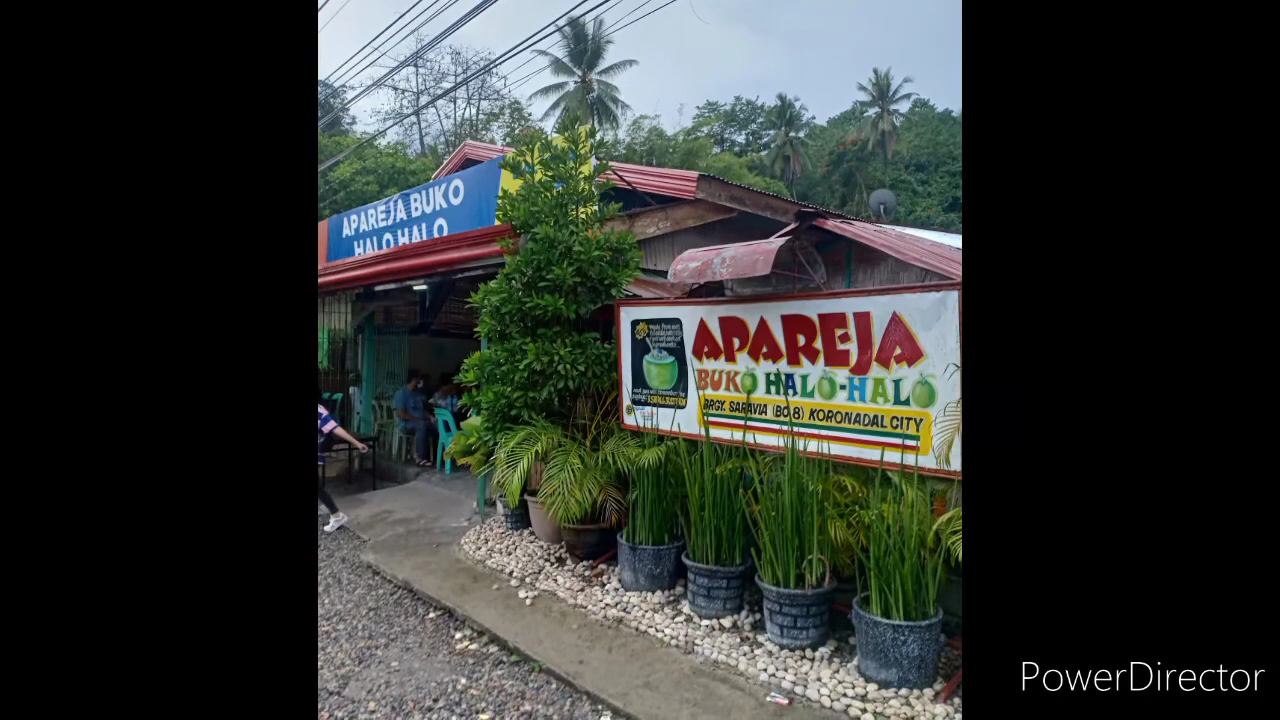 APAREJA BUKO
HALO HALO
APAREJA
BUKO HALO-HALO
BRGY. SARAVIA (BO.8) KORONADAL CITY
PowerDirector